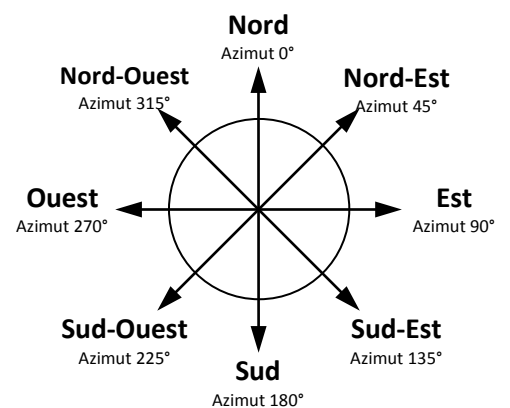 Nord
Azimut 0°
Nord-Ouest
Azimut 315°
Nord-Est
Azimut 45°
Ouest
Azimut 270°
Est
Azimut 90°
Sud-Ouest
Azimut 225°
Sud-Est
Azimut 135°
Sud
Azimut 180°